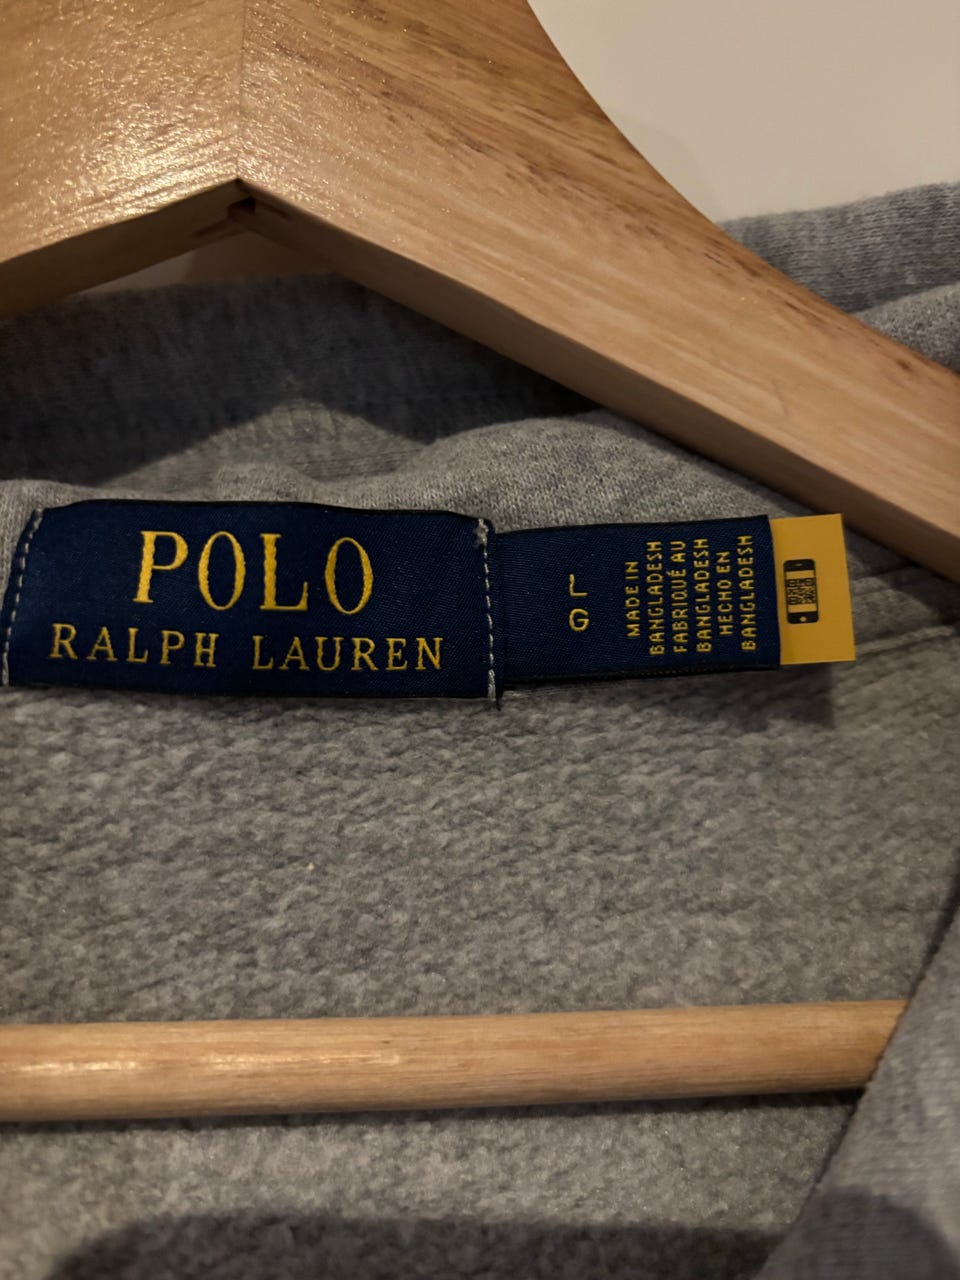 POLO
RALPH LAUREN
L
G
MADE IN
BANGLADESH
FABRIQUÉ AU
BANGLADESH
HECHO EN
BANGLADESH